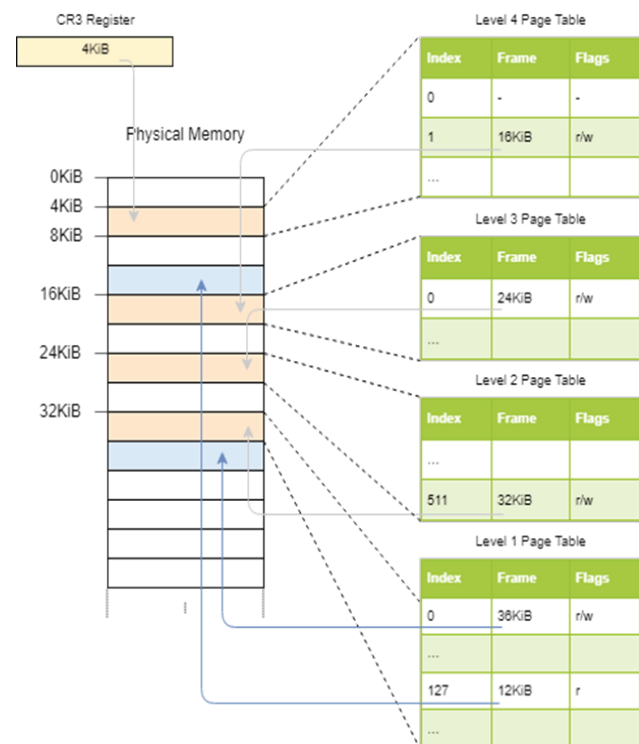 CR3 Register
4KiB
Physical Memory
0KiB
4KiB
8KiB
16KiB
24KiB
32KiB
Level 4 Page Table
Index Frame Flags
0 - -
1 16KiB r/w
...
Level 3 Page Table
Index Frame Flags
0 24KiB r/w
...
Level 2 Page Table
Index Frame Flags
...
511 32KiB r/w
Level 1 Page Table
Index Frame Flags
0 36KiB r/w
...
127 12KiB r
...